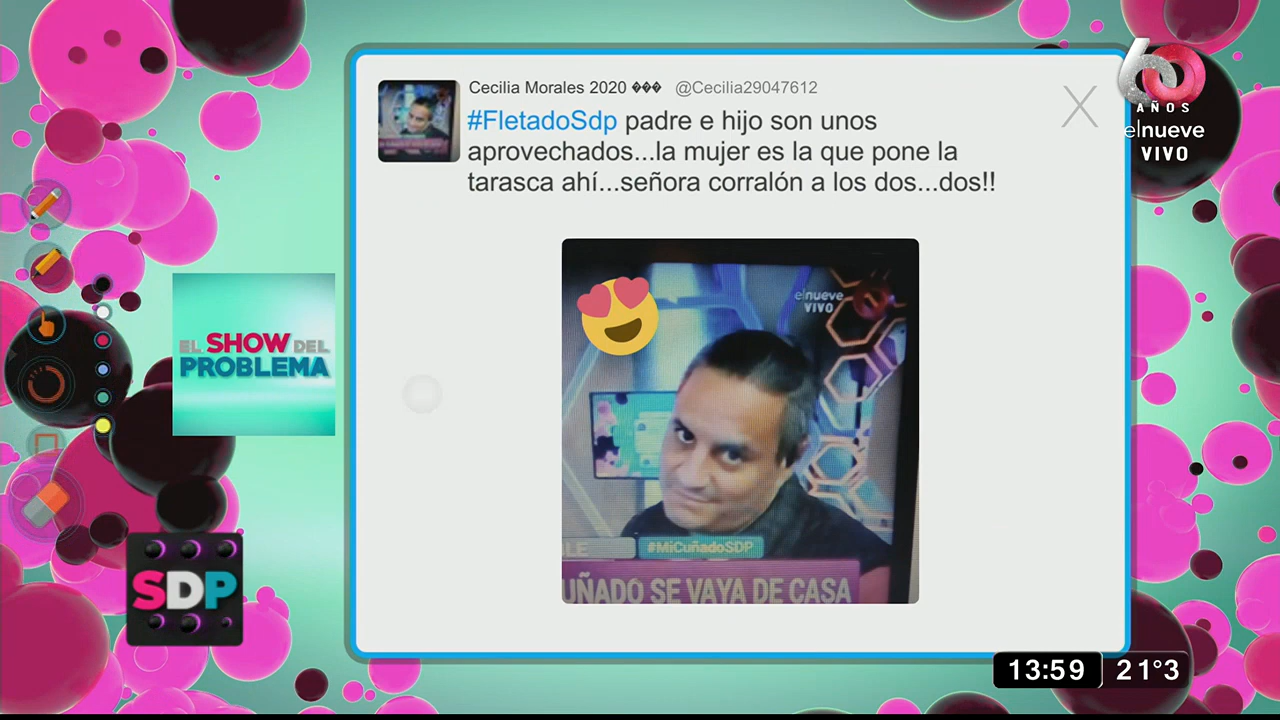 Cecilia Morales 2020 ��� @Cecilia29047612
#FletadoSdp padre e hijo son unos
aprovechados...la mujer es la que pone la
tarasca ahí...señora corralón a los dos...dos!!
60
AÑOS
elnueve
VIVO
elnueve
VIVO
EL SHOW DEL
PROBLEMA
#MiCuñadoSDP
UÑADO SE VAYA DE CASA
SDP
13:59 21°3